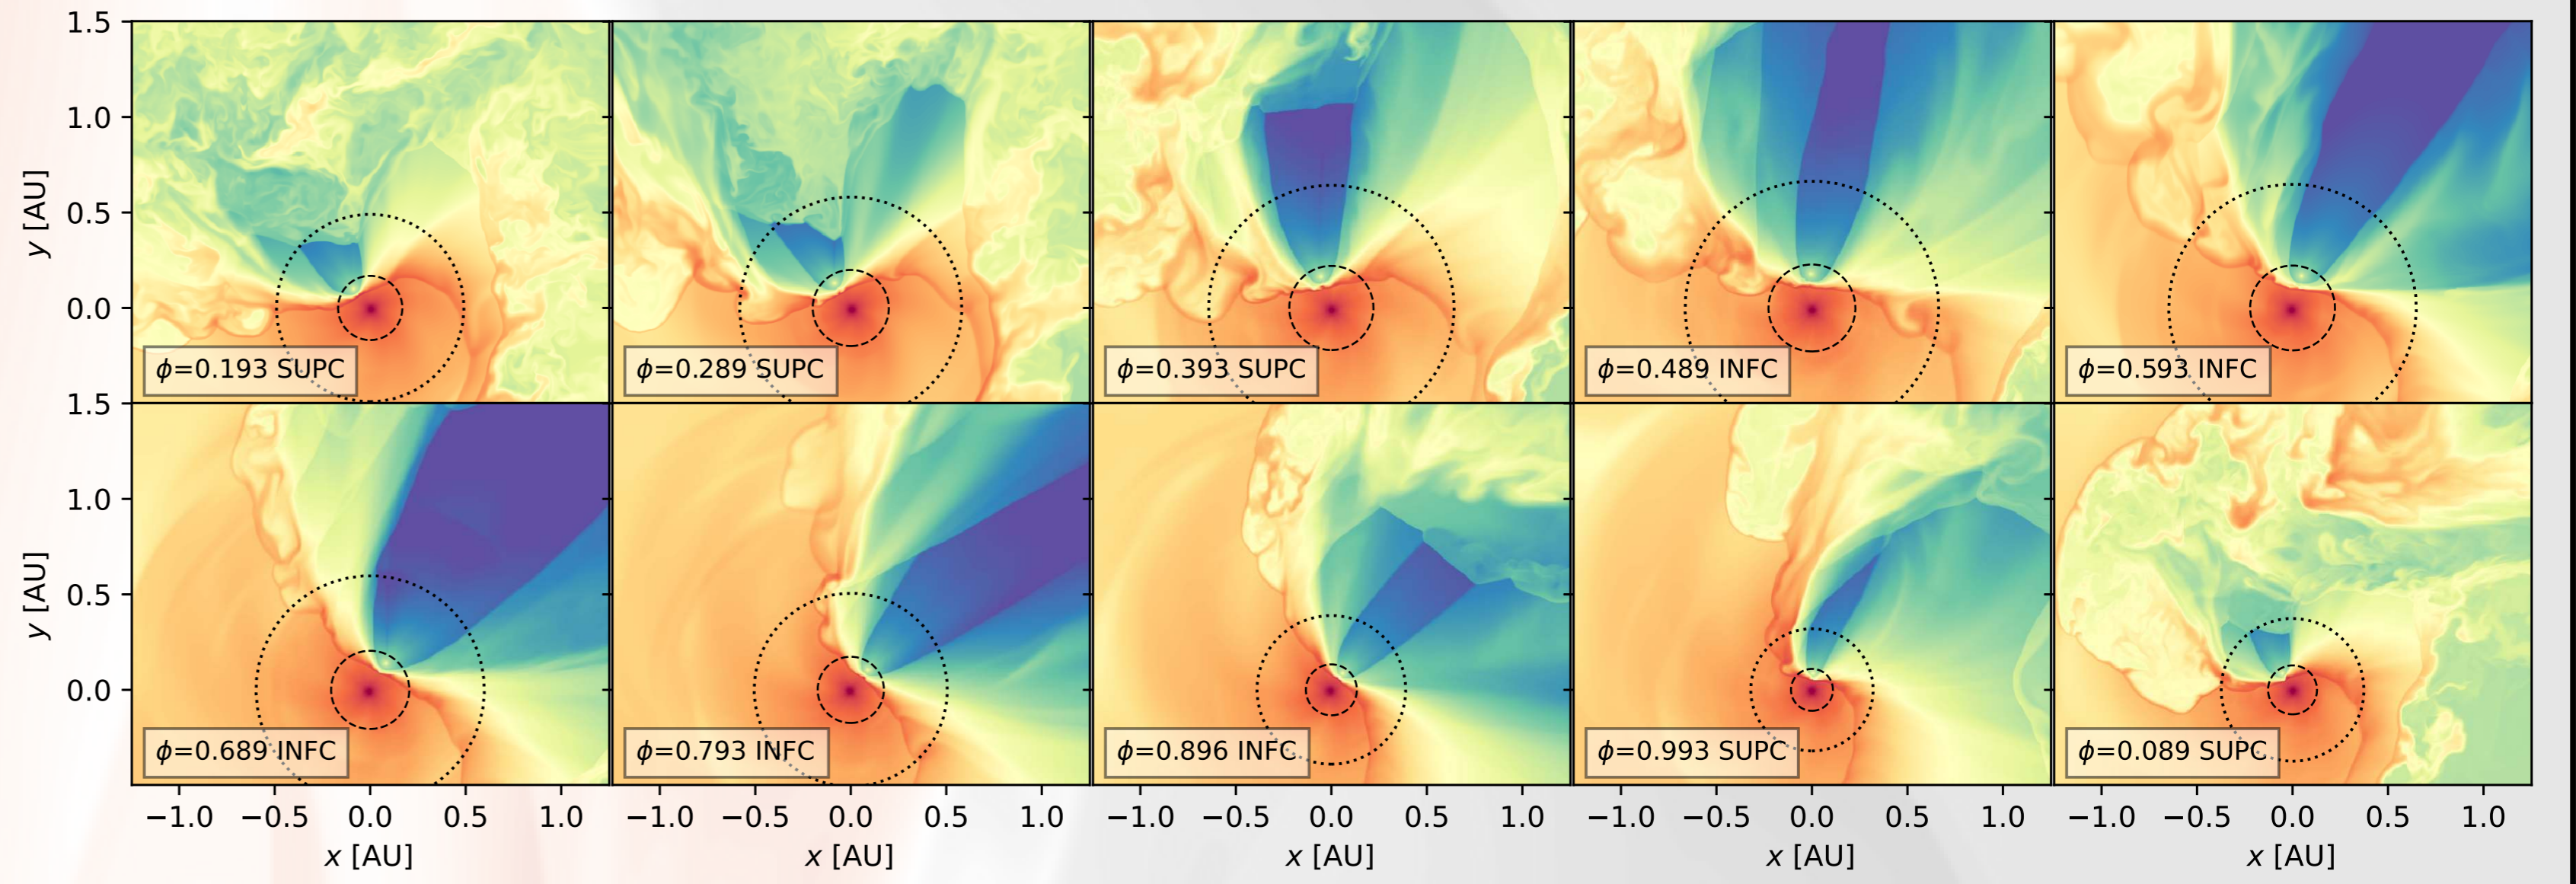 1.5
1.0
0.5
0.0
y [AU]
ϕ=0.193 SUPC
ϕ=0.289 SUPC
ϕ=0.393 SUPC
ϕ=0.489 INFC
ϕ=0.593 INFC
1.5
1.0
0.5
0.0
y [AU]
ϕ=0.689 INFC
ϕ=0.793 INFC
ϕ=0.896 INFC
ϕ=0.993 SUPC
ϕ=0.089 SUPC
−1.0 −0.5 0.0 0.5 1.0
−1.0 −0.5 0.0 0.5 1.0
−1.0 −0.5 0.0 0.5 1.0
−1.0 −0.5 0.0 0.5 1.0
−1.0 −0.5 0.0 0.5 1.0
x [AU]
x [AU]
x [AU]
x [AU]
x [AU]